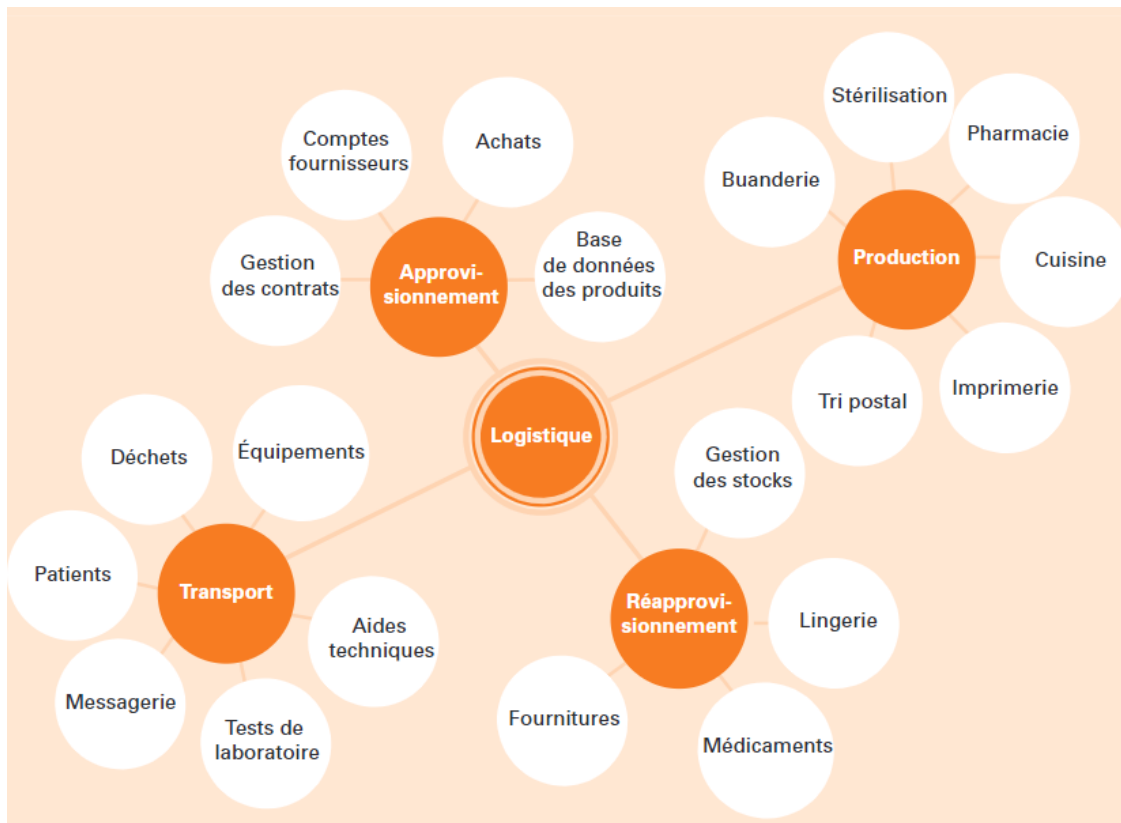 Comptes
fournisseurs
Achats
Gestion
des contrats
Approvi-
sionnement
Base
de données
des produits
Stérilisation
Pharmacie
Buanderie
Production
Cuisine
Tri postal
Imprimerie
Logistique
Déchets
Équipements
Patients
Transport
Aides
techniques
Messagerie
Tests de
laboratoire
Gestion
des stocks
Réapprovi-
sionnement
Lingerie
Fournitures
Médicaments